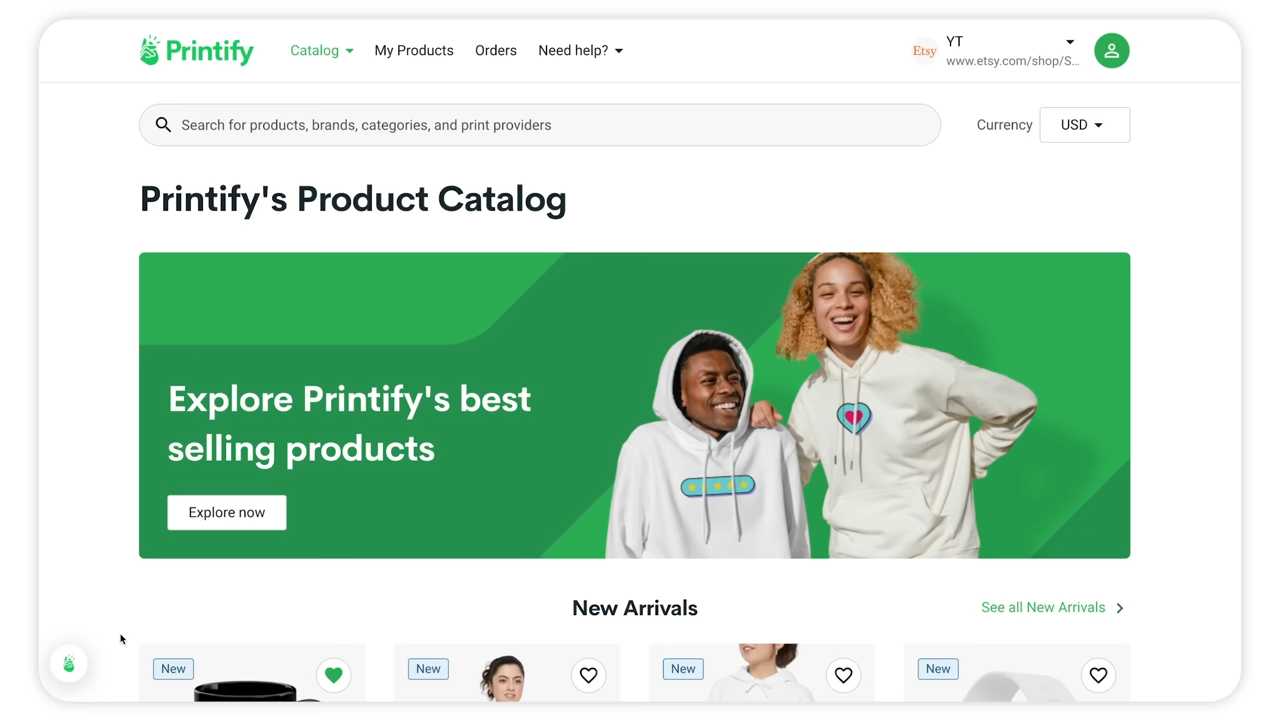 Printify
Catalog
My Products
Orders
Need help?
Etsy
YT
www.etsy.com/shop/S...
Search for products, brands, categories, and print providers
Currency
USD
Printify's Product Catalog
Explore Printify's best
selling products
Explore now
New Arrivals
See all New Arrivals
New
New
New
New